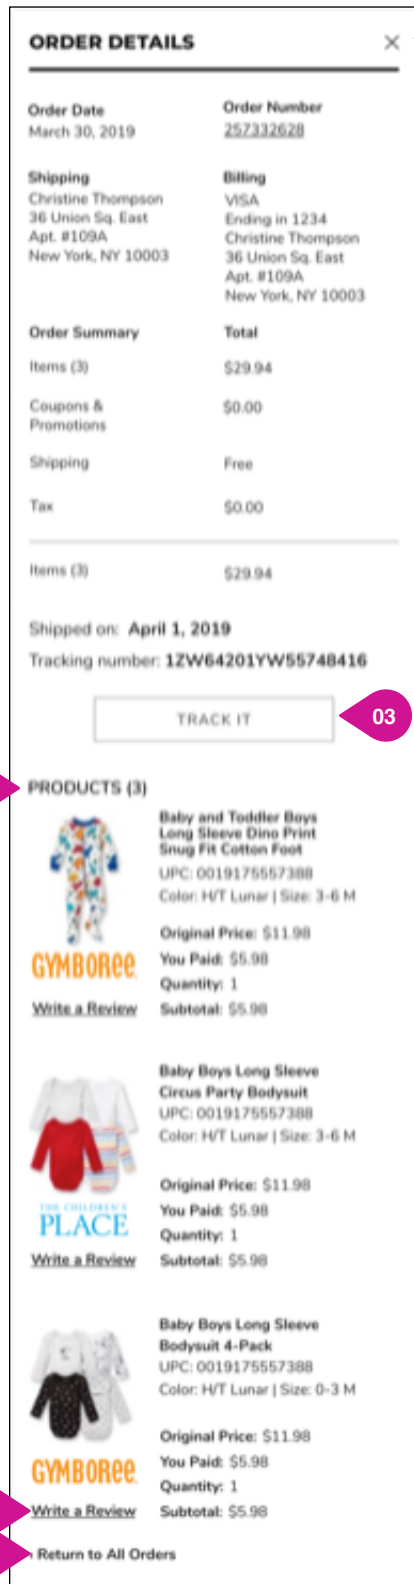 ORDER DETAILS ×
Order Date Order Number
March 30, 2019 257332628
Shipping Billing
Christine Thompson VISA
36 Union Sq. East Ending in 1234
Apt. #109A Christine Thompson
New York, NY 10003 36 Union Sq. East
Apt. #109A
New York, NY 10003
Order Summary Total
Items (3) $29.94
Coupons & $0.00
Promotions
Shipping Free
Tax $0.00
Items (3) $29.94
Shipped on: April 1, 2019
Tracking number: 1ZW64201YW55748416
TRACK IT 03
PRODUCTS (3)
Baby and Toddler Boys
Long Sleeve Dino Print
Snug Fit Cotton Foot
UPC: 0019175557388
Color: H/T Lunar | Size: 3-6 M
Original Price: $11.98
GYMBOREE You Paid: $5.98
Quantity: 1
Write a Review Subtotal: $5.98
Baby Boys Long Sleeve
Circus Party Bodysuit
UPC: 0019175557388
Color: H/T Lunar | Size: 3-6 M
Original Price: $11.98
THE CHILDREN'S You Paid: $5.98
PLACE Quantity: 1
Write a Review Subtotal: $5.98
Baby Boys Long Sleeve
Bodysuit 4-Pack
UPC: 0019175557388
Color: H/T Lunar | Size: 0-3 M
Original Price: $11.98
GYMBOREE You Paid: $5.98
Quantity: 1
Write a Review Subtotal: $5.98
Return to All Orders